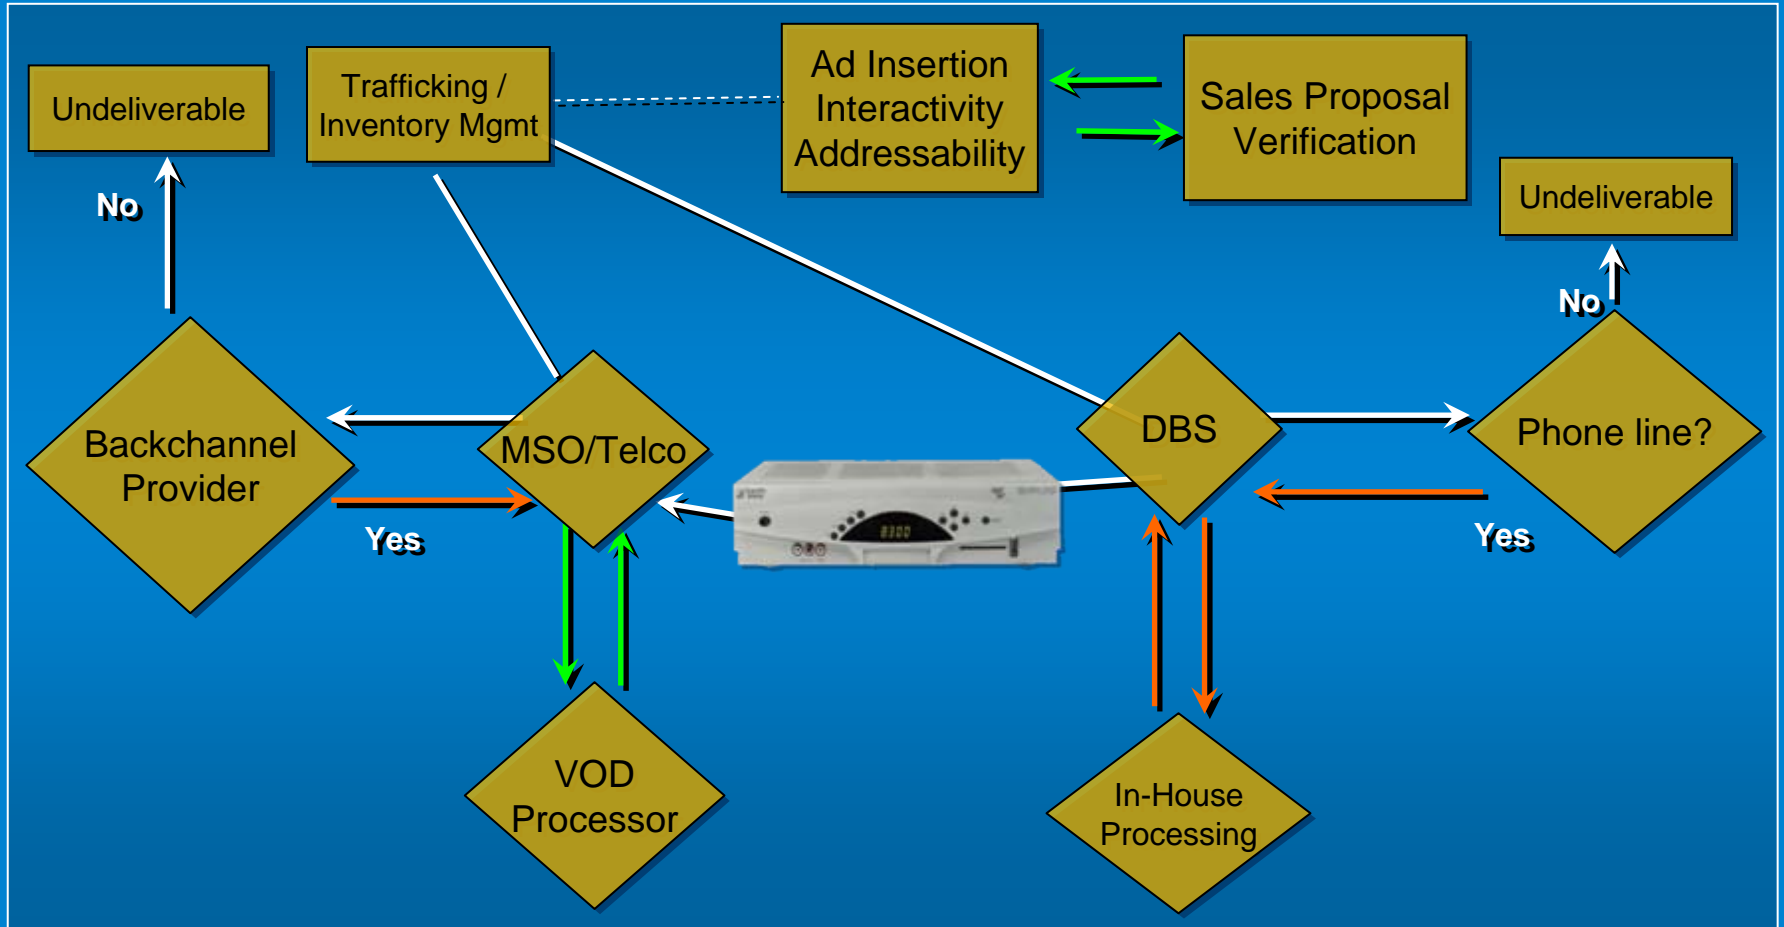 Undeliverable
Trafficking /
Inventory Mgmt
Ad Insertion
Interactivity
Addressability
Sales Proposal
Verification
Undeliverable
No
No
Backchannel
Provider
MSO/Telco
DBS
Phone line?
Yes
Yes
8300
VOD
Processor
In-House
Processing